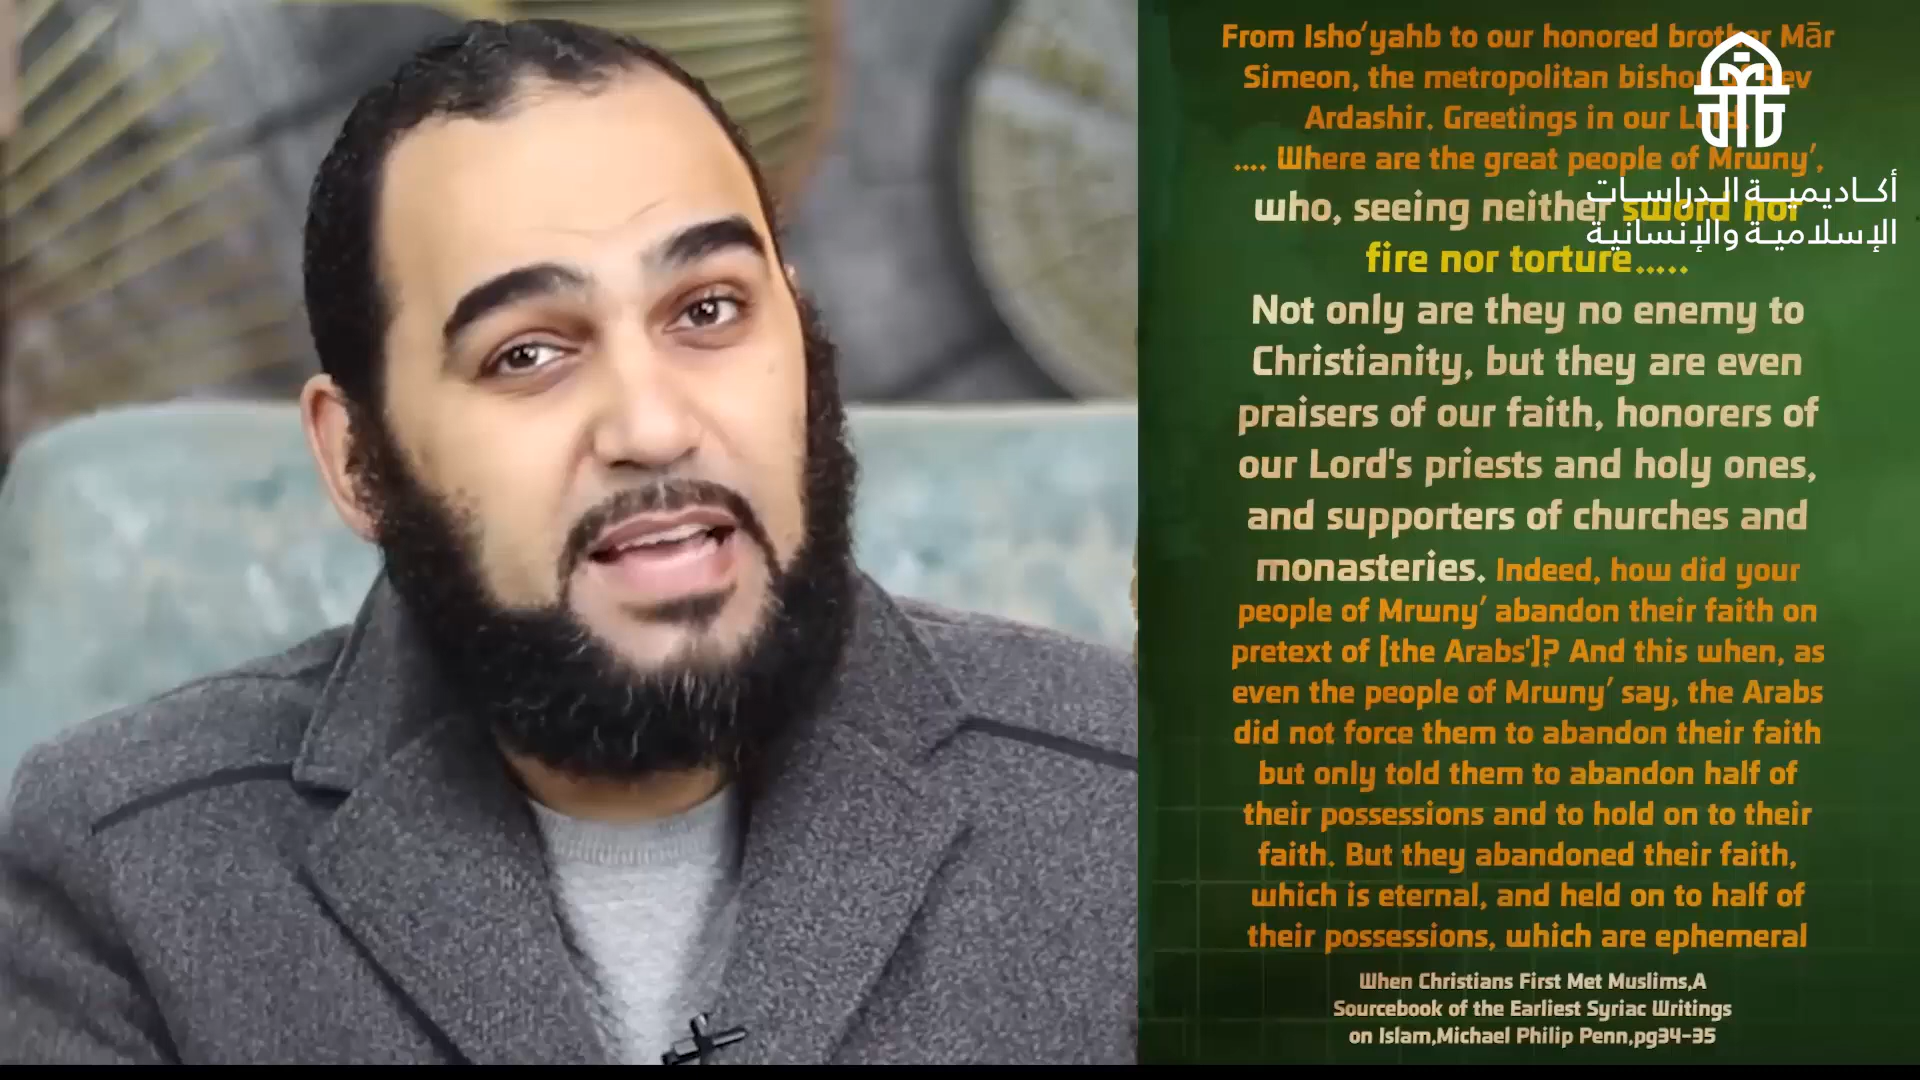 From Isho‘yahb to our honored brother Mār
Simeon, the metropolitan bishop of Rev
Ardashir. Greetings in our Lord.
.... Where are the great people of Mrwny’,
who, seeing neither sword nor
fire nor torture.....
Not only are they no enemy to
Christianity, but they are even
praisers of our faith, honorers of
our Lord's priests and holy ones,
and supporters of churches and
monasteries. Indeed, how did your
people of Mrwny’ abandon their faith on
pretext of [the Arabs']? And this when, as
even the people of Mrwny’ say, the Arabs
did not force them to abandon their faith
but only told them to abandon half of
their possessions and to hold on to their
faith. But they abandoned their faith,
which is eternal, and held on to half of
their possessions, which are ephemeral
When Christians First Met Muslims,A
Sourcebook of the Earliest Syriac Writings
on Islam,Michael Philip Penn,pg34-35
أكـاديميـــة الـدراســات
الإسـلاميـة والإنـسانيـة